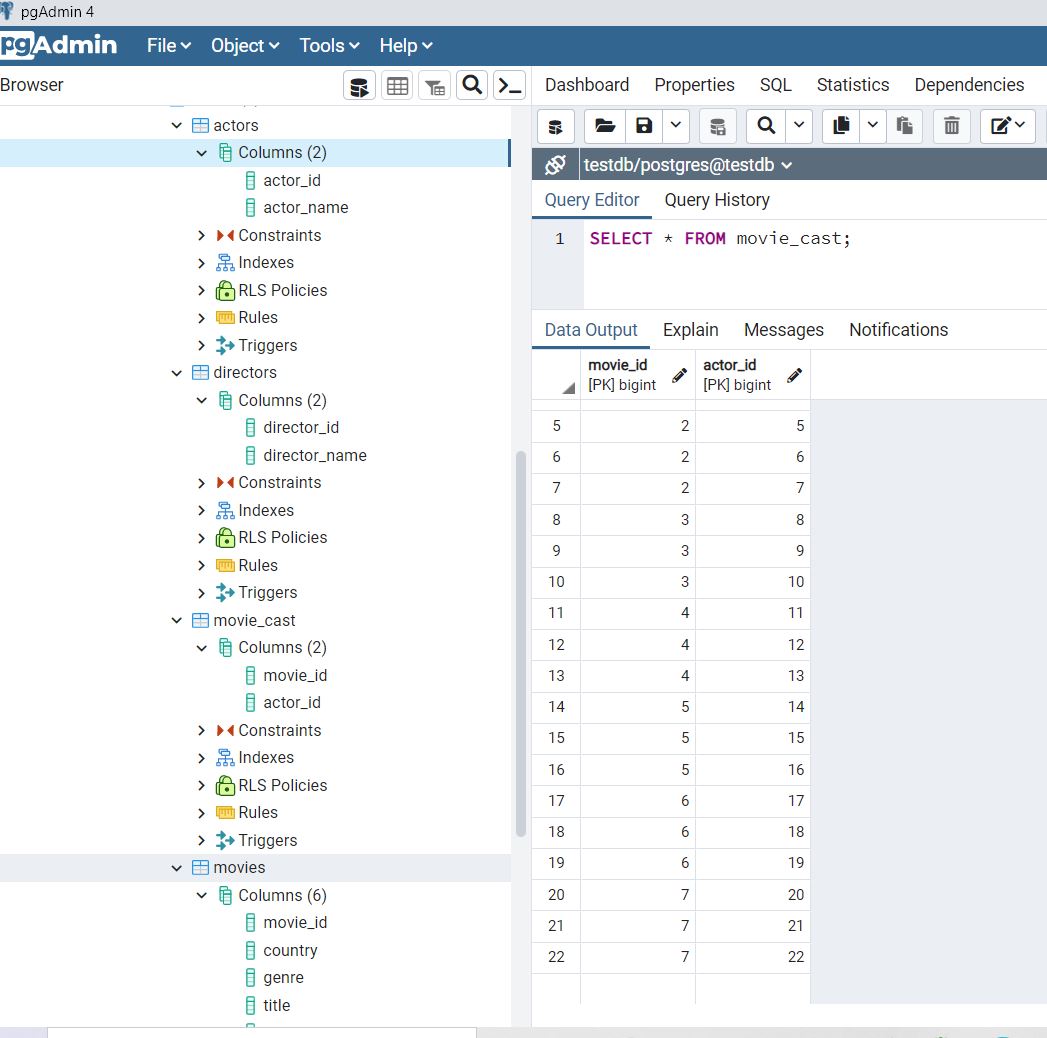 pgAdmin 4
pgAdmin File Object Tools Help
Browser
actors
Columns (2)
actor_id
actor_name
Constraints
Indexes
RLS Policies
Rules
Triggers
directors
Columns (2)
director_id
director_name
Constraints
Indexes
RLS Policies
Rules
Triggers
movie_cast
Columns (2)
movie_id
actor_id
Constraints
Indexes
RLS Policies
Rules
Triggers
movies
Columns (6)
movie_id
country
genre
title
Dashboard Properties SQL Statistics Dependencies
testdb/postgres@testdb
Query Editor Query History
1 SELECT * FROM movie_cast;
Data Output Explain Messages Notifications
movie_id actor_id
[PK] bigint [PK] bigint
5 2 5
6 2 6
7 2 7
8 3 8
9 3 9
10 3 10
11 4 11
12 4 12
13 4 13
14 5 14
15 5 15
16 5 16
17 6 17
18 6 18
19 6 19
20 7 20
21 7 21
22 7 22